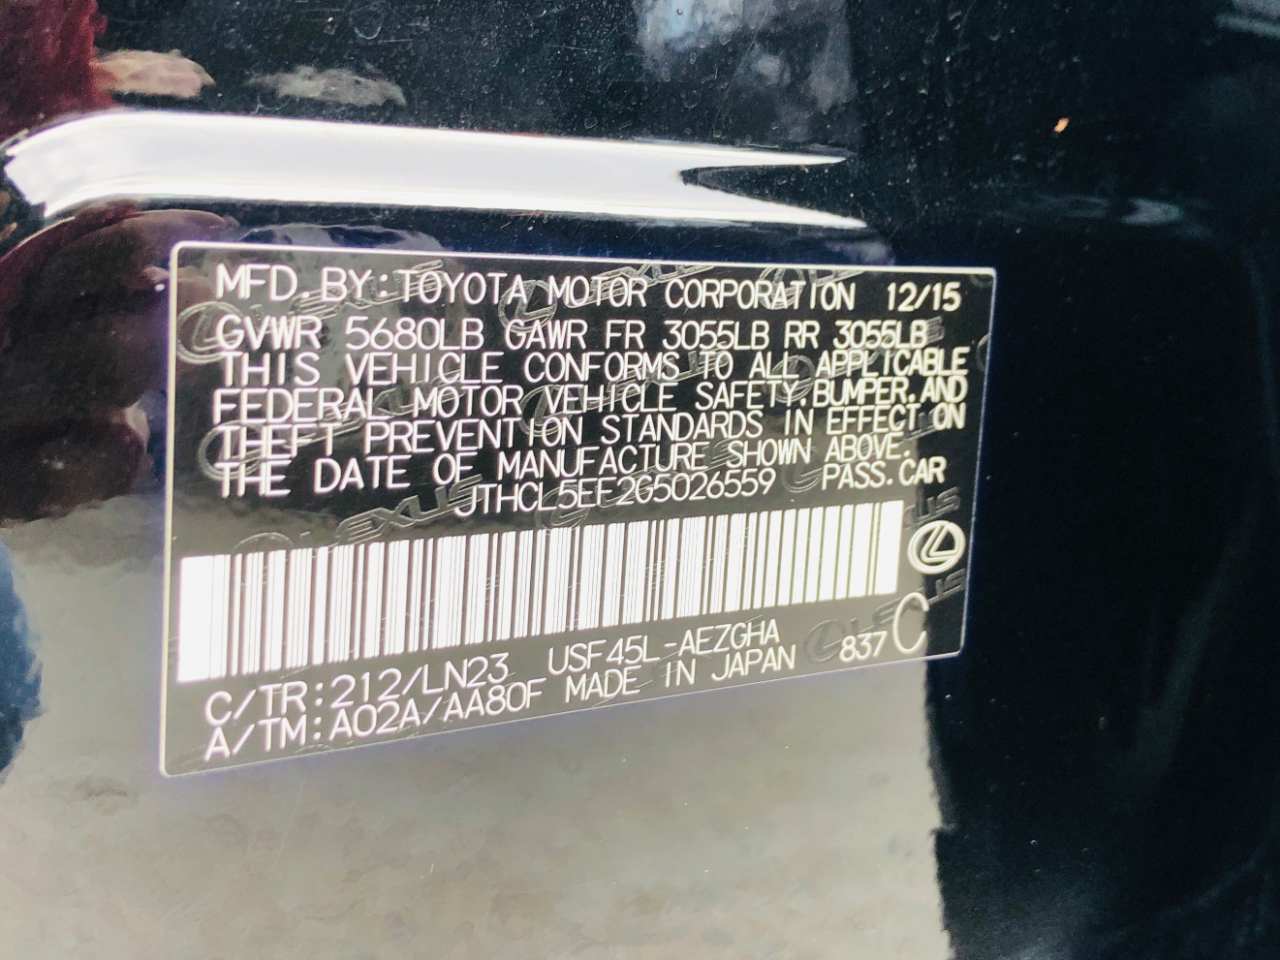 MFD.BY:TOYOTA MOTOR CORPORATION 12/15
GVWR 5680LB GAWR FR 3055LB RR 3055LB
THIS VEHICLE CONFORMS TO ALL APPLICABLE
FEDERAL MOTOR VEHICLE SAFETY,BUMPER,AND
THEFT PREVENTION STANDARDS IN EFFECT ON
THE DATE OF MANUFACTURE SHOWN ABOVE.
JTHCL5EF2G5026559 PASS.CAR
C/TR:212/LN23 USF45L-AEZGHA 837 C
A/TM:A02A/AA80F MADE IN JAPAN